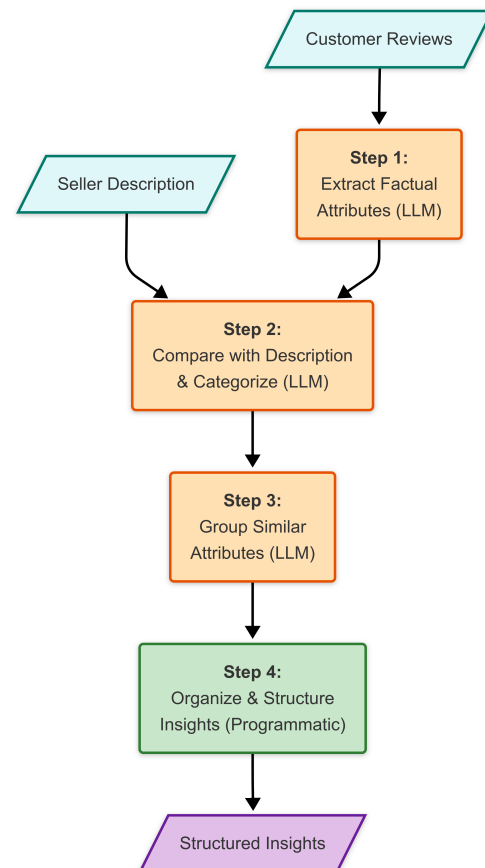 Customer Reviews
Step 1:
Extract Factual
Attributes (LLM)
Seller Description
Step 2:
Compare with Description
& Categorize (LLM)
Step 3:
Group Similar
Attributes (LLM)
Step 4:
Organize & Structure
Insights (Programmatic)
Structured Insights